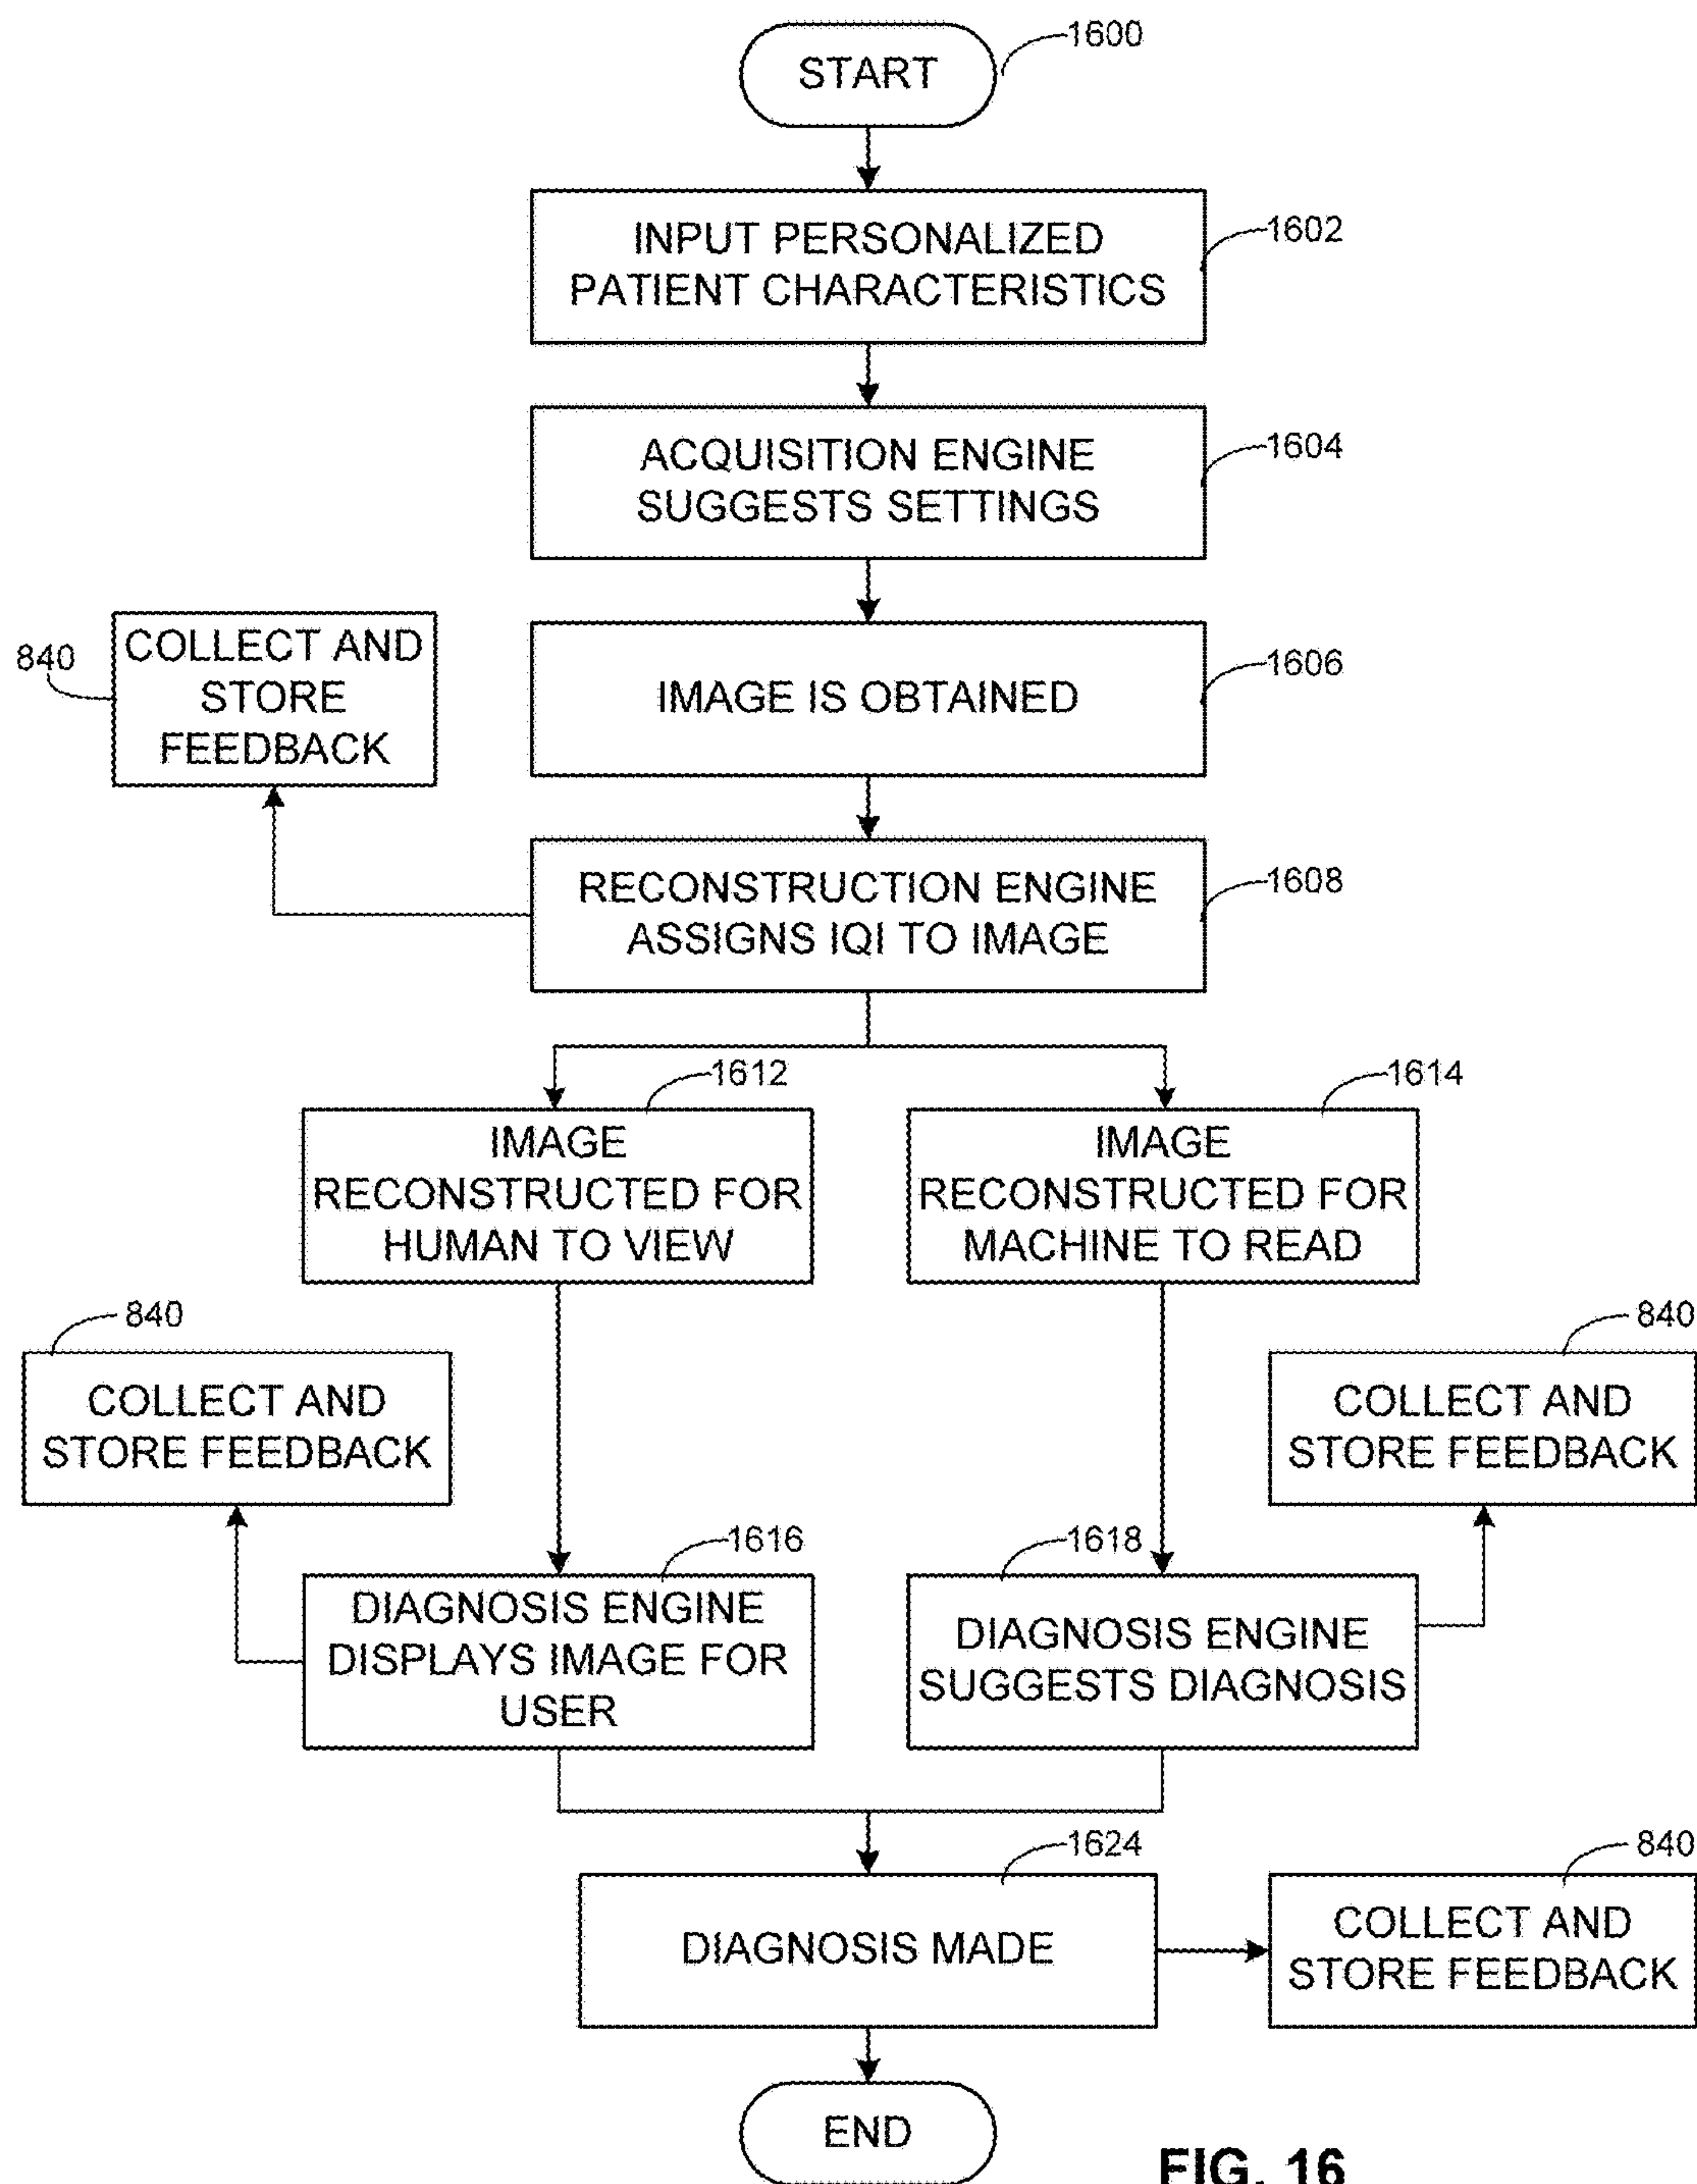 START
1600
INPUT PERSONALIZED
PATIENT CHARACTERISTICS
1602
ACQUISITION ENGINE
SUGGESTS SETTINGS
1604
840
COLLECT AND
STORE
FEEDBACK
IMAGE IS OBTAINED
1606
RECONSTRUCTION ENGINE
ASSIGNS IQI TO IMAGE
1608
1612
IMAGE
RECONSTRUCTED FOR
HUMAN TO VIEW
1614
IMAGE
RECONSTRUCTED FOR
MACHINE TO READ
840
COLLECT AND
STORE FEEDBACK
840
COLLECT AND
STORE FEEDBACK
1616
DIAGNOSIS ENGINE
DISPLAYS IMAGE FOR
USER
1618
DIAGNOSIS ENGINE
SUGGESTS DIAGNOSIS
1624
DIAGNOSIS MADE
840
COLLECT AND
STORE FEEDBACK
END
FIG. 16